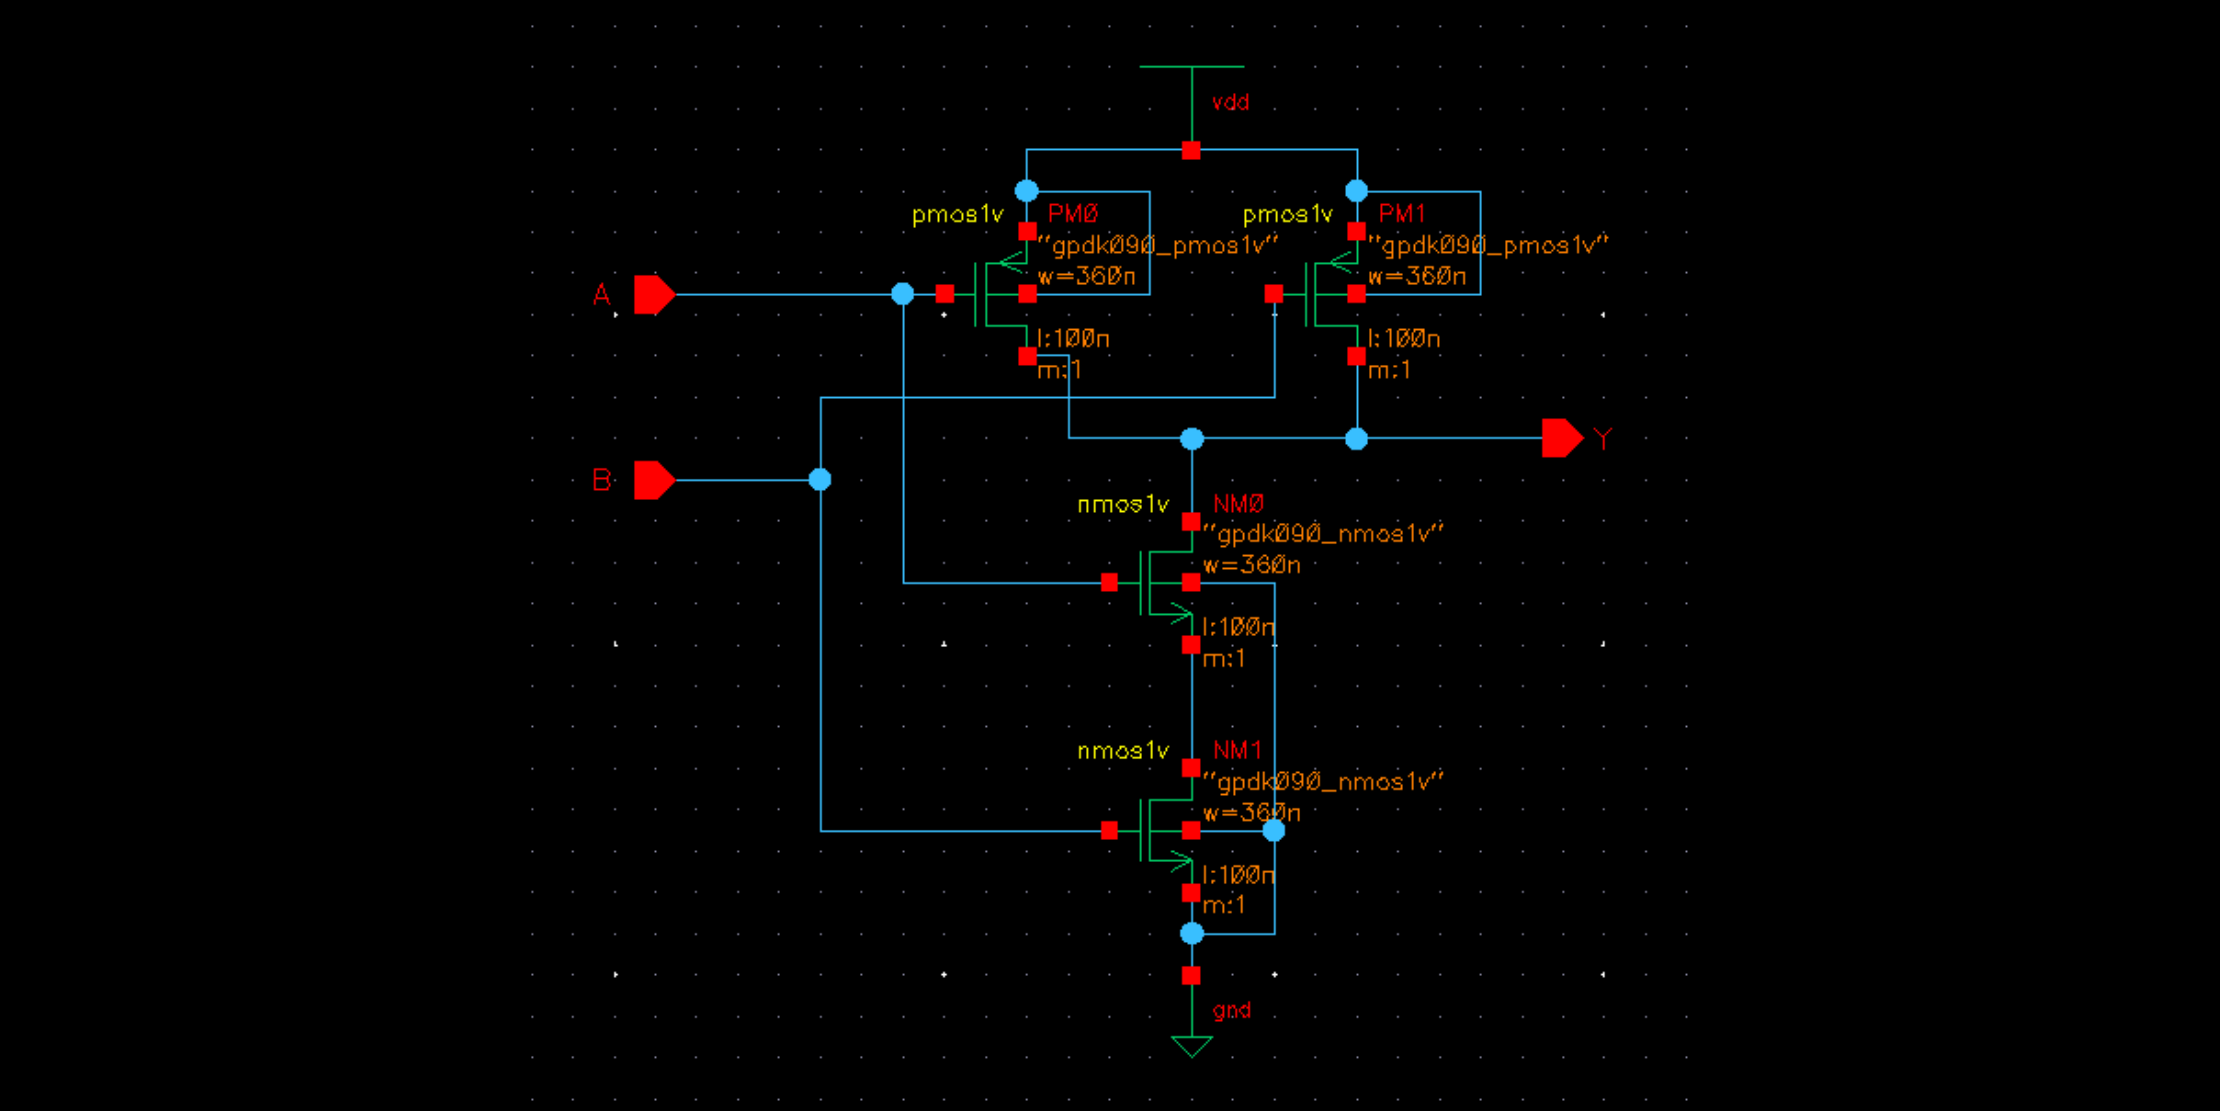 vdd
pmos1v PM0
"gpdk090_pmos1v"
w=360n
l:100n
m:1
pmos1v PM1
"gpdk090_pmos1v"
w=360n
l:100n
m:1
A
B
Y
nmos1v NM0
"gpdk090_nmos1v"
w=360n
l:100n
m:1
nmos1v NM1
"gpdk090_nmos1v"
w=360n
l:100n
m:1
gnd